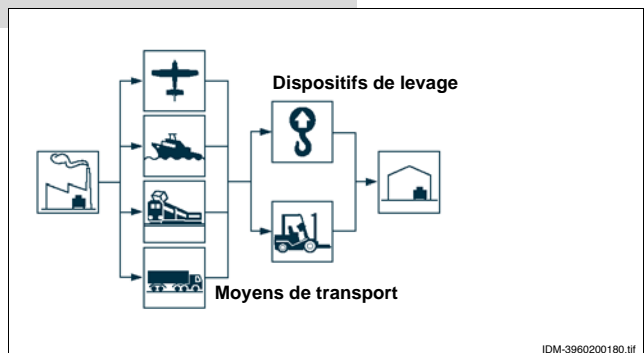 Dispositifs de levage
Moyens de transport
IDM-3960200180.tif